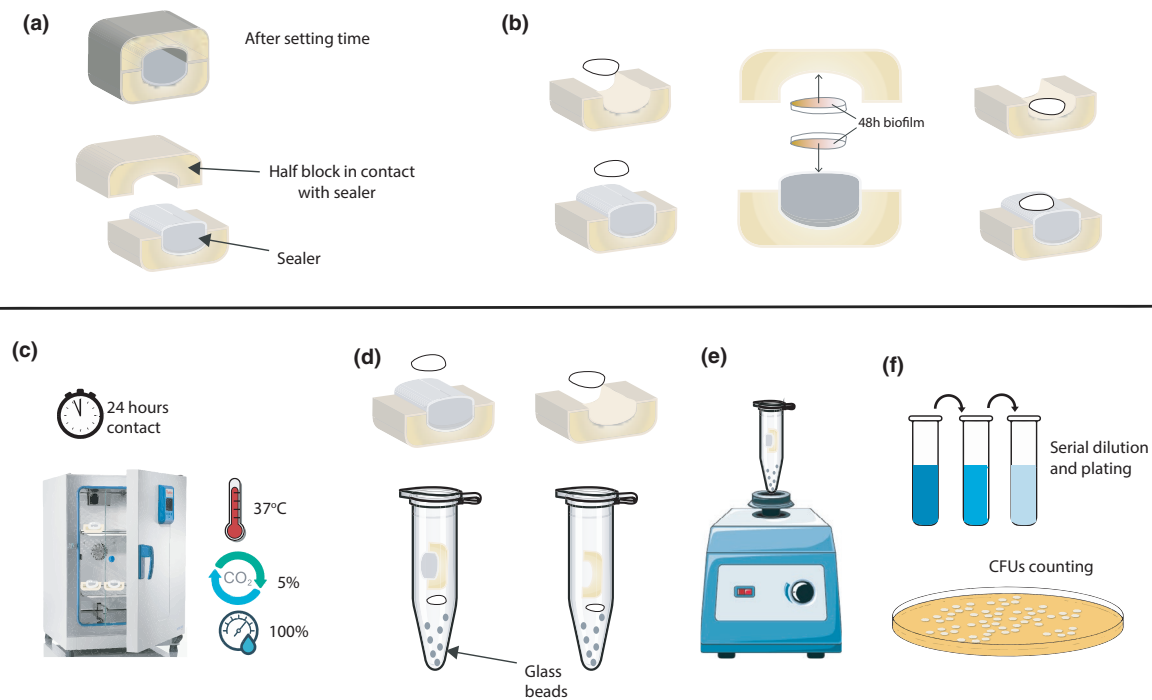 (a)
After setting time
Half block in contact
with sealer
Sealer
(b)
48h biofilm
(c)
24 hours
contact
37ºC
CO2
5%
100%
(d)
Glass
beads
(e)
(f)
Serial dilution
and plating
CFUs counting